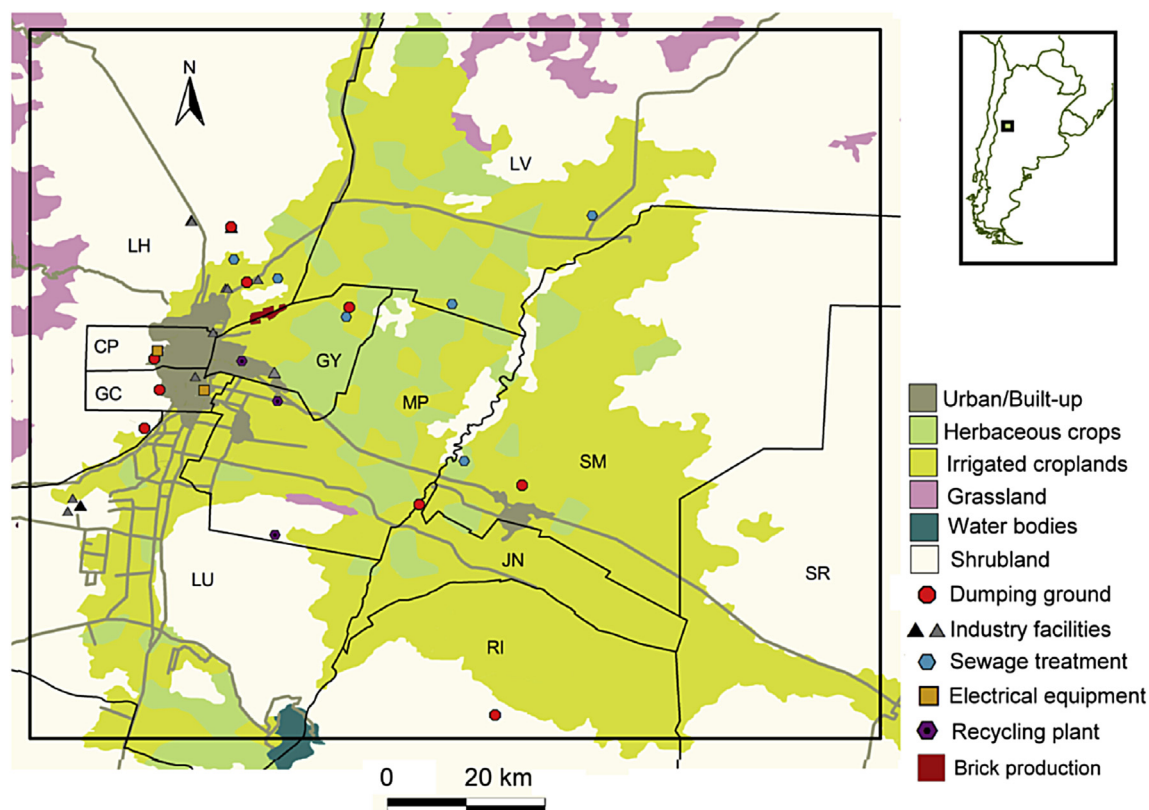 N
LV
LH
CP
GY
GC
MP
SM
LU
JN
SR
RI
Urban/Built-up
Herbaceous crops
Irrigated croplands
Grassland
Water bodies
Shrubland
Dumping ground
Industry facilities
Sewage treatment
Electrical equipment
Recycling plant
Brick production
0 20 km